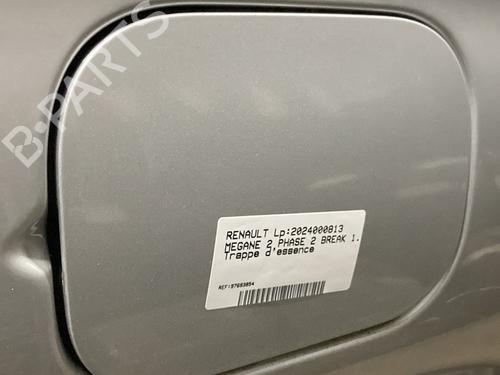 B-PARTS
RENAULT Lp:2024000813
MEGANE 2 PHASE 2 BREAK 1.
Trappe d'essence
REF:97693854